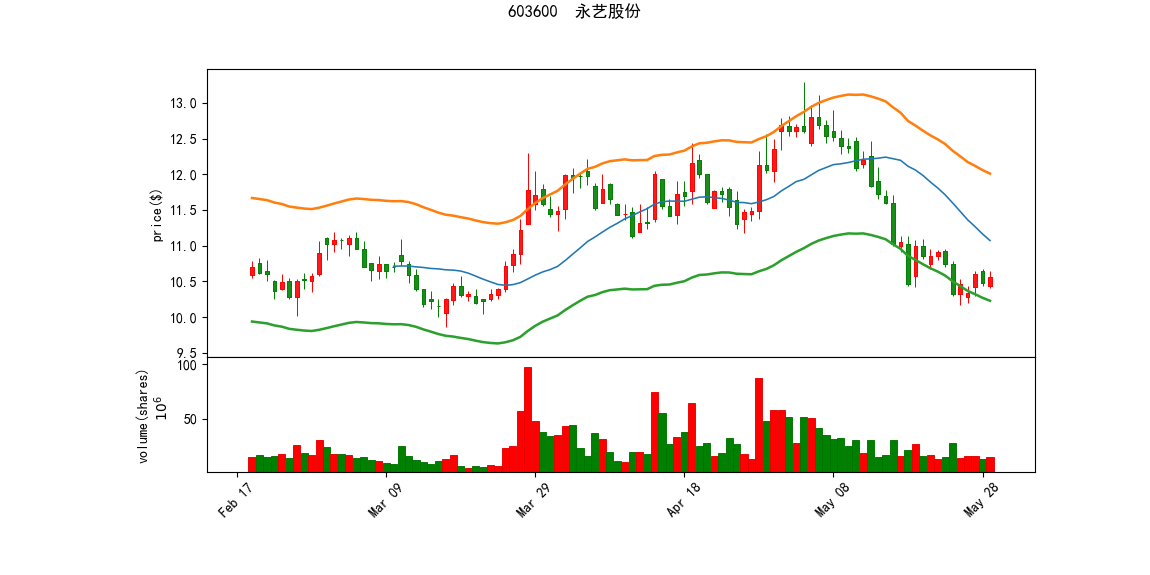 603600  永艺股份
price($)
13.0
12.5
12.0
11.5
11.0
10.5
10.0
9.5
volume(shares)
10^6
100
50
Feb 17
Mar 09
Mar 29
Apr 18
May 08
May 28